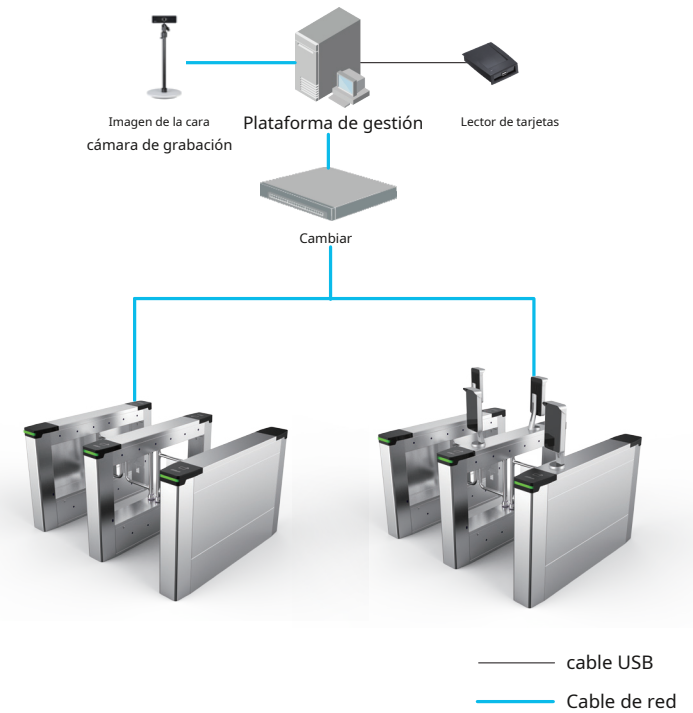 Imagen de la cara
cámara de grabación
Plataforma de gestión
Lector de tarjetas
Cambiar
cable USB
Cable de red